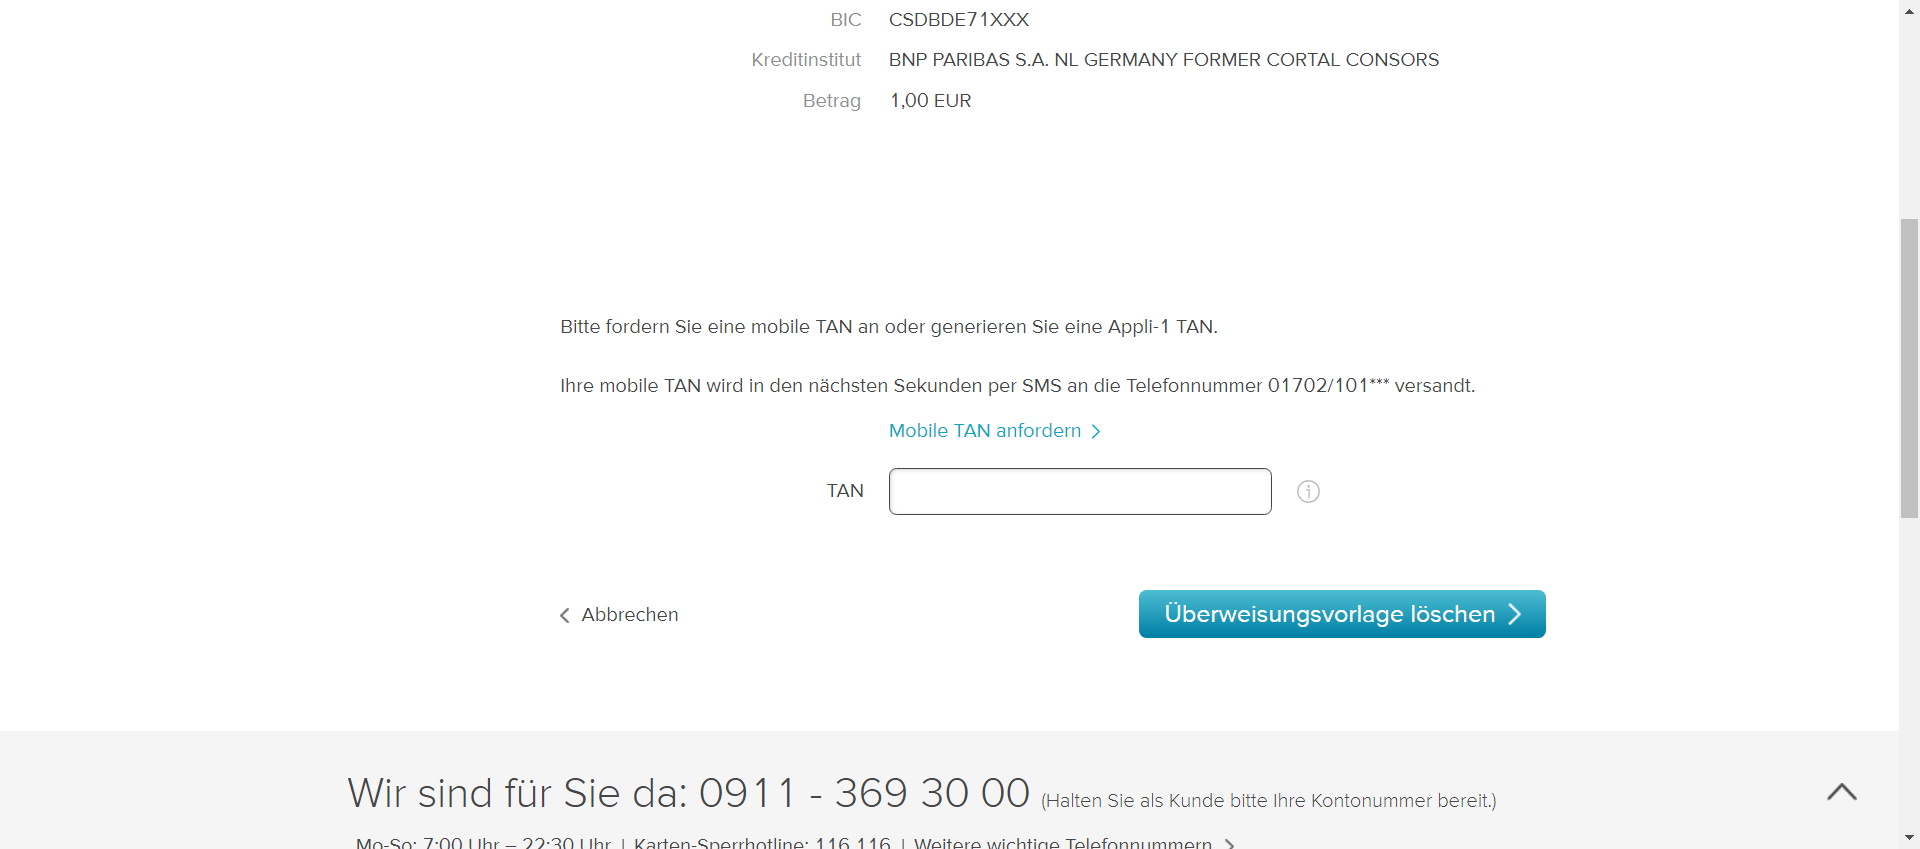 BIC CSDBDE71XXX
Kreditinstitut BNP PARIBAS S.A. NL GERMANY FORMER CORTAL CONSORS
Betrag 1,00 EUR
Bitte fordern Sie eine mobile TAN an oder generieren Sie eine Appli-1 TAN.
Ihre mobile TAN wird in den nächsten Sekunden per SMS an die Telefonnummer 01702/101*** versandt.
Mobile TAN anfordern
TAN
Abbrechen
Überweisungsvorlage löschen
Wir sind für Sie da: 0911 - 369 30 00 (Halten Sie als Kunde bitte Ihre Kontonummer bereit.)
Mo-So: 7:00 Uhr – 22:30 Uhr | Karten-Sperrhotline: 116 116 | Weitere wichtige Telefonnummern